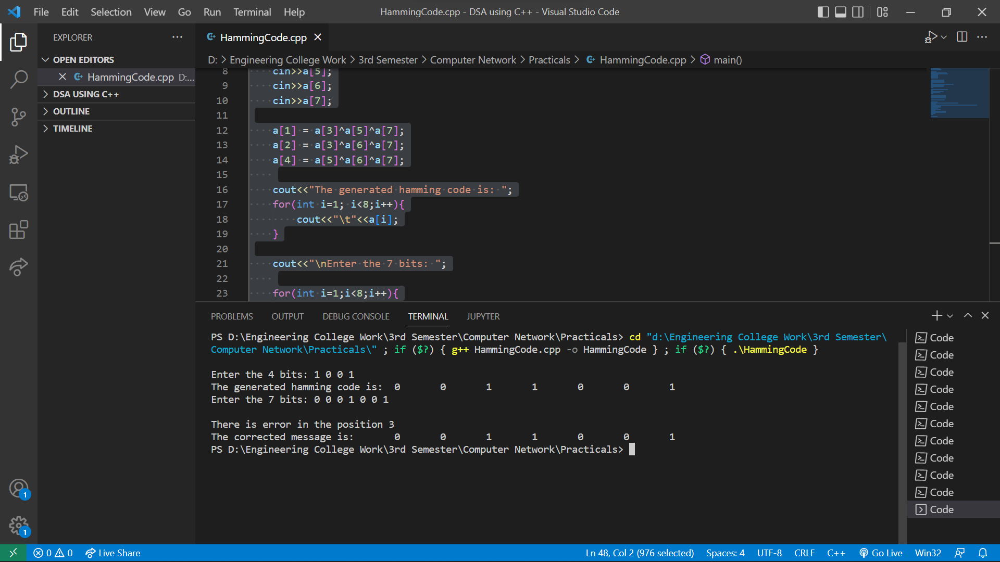 File Edit Selection View Go Run Terminal Help
HammingCode.cpp - DSA using C++ - Visual Studio Code
EXPLORER
OPEN EDITORS
HammingCode.cpp D:...
DSA USING C++
OUTLINE
TIMELINE
HammingCode.cpp
D: > Engineering College Work > 3rd Semester > Computer Network > Practicals > HammingCode.cpp > main()
8 cin>>a[5];
9 cin>>a[6];
10 cin>>a[7];
11
12 a[1] = a[3]^a[5]^a[7];
13 a[2] = a[3]^a[6]^a[7];
14 a[4] = a[5]^a[6]^a[7];
15
16 cout<<"The generated hamming code is: ";
17 for(int i=1; i<8;i++){
18 cout<<"\t"<<a[i];
19 }
20
21 cout<<"\nEnter the 7 bits: ";
22
23 for(int i=1;i<8;i++){
PROBLEMS OUTPUT DEBUG CONSOLE TERMINAL JUPYTER
PS D:\Engineering College Work\3rd Semester\Computer Network\Practicals> cd "d:\Engineering College Work\3rd Semester\
Computer Network\Practicals\" ; if ($?) { g++ HammingCode.cpp -o HammingCode } ; if ($?) { .\HammingCode }
Enter the 4 bits: 1 0 0 1
The generated hamming code is: 0 0 1 1 0 0 1
Enter the 7 bits: 0 0 0 1 0 0 1
There is error in the position 3
The corrected message is: 0 0 1 1 0 0 1
PS D:\Engineering College Work\3rd Semester\Computer Network\Practicals>
Code
Code
Code
Code
Code
Code
Code
Code
Code
Code
Code
1
1
0 0 Live Share
Ln 48, Col 2 (976 selected) Spaces: 4 UTF-8 CRLF C++ Go Live Win32